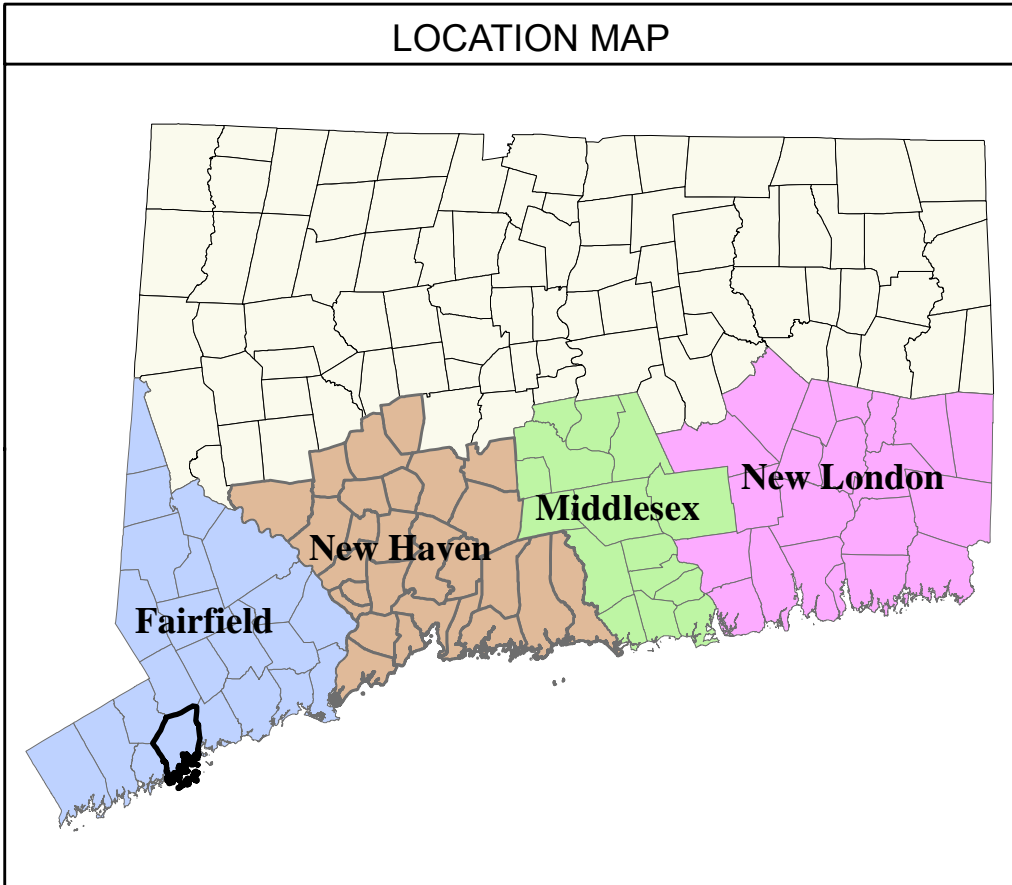 LOCATION MAP
New London
Middlesex
New Haven
Fairfield